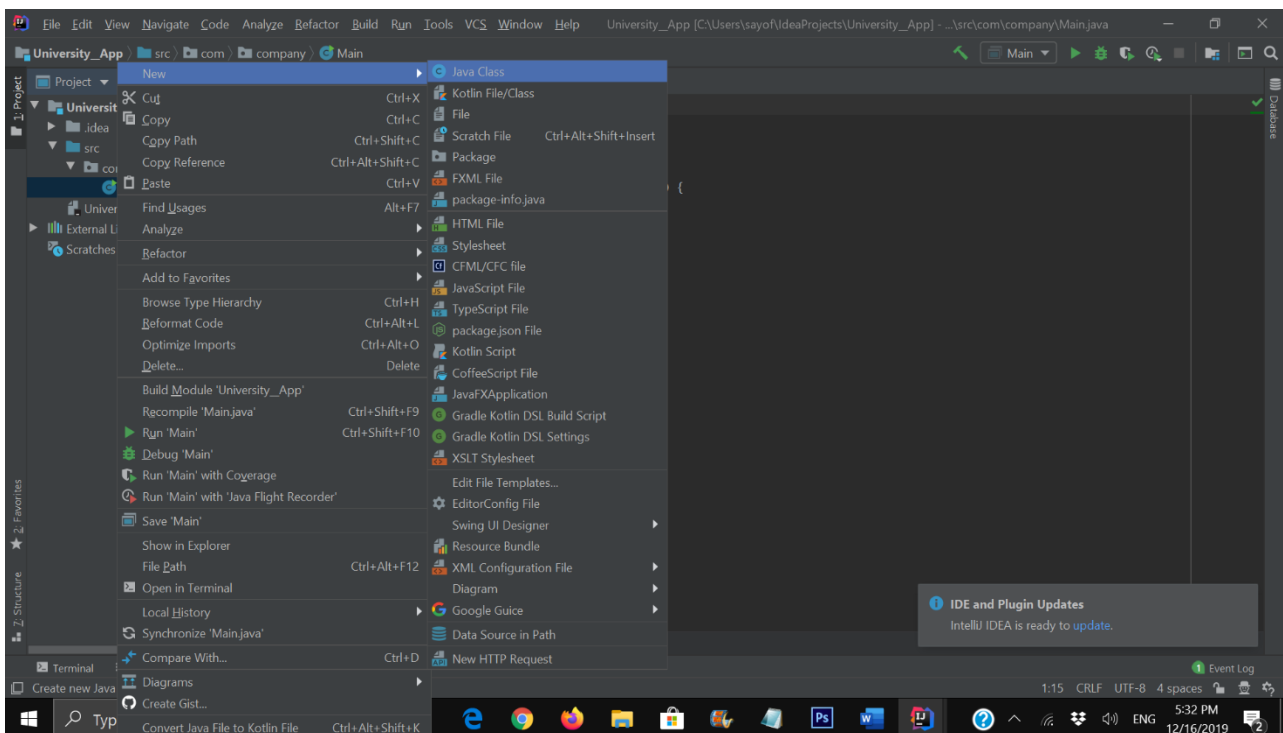 File Edit View Navigate Code Analyze Refactor Build Run Tools VCS Window Help University__App [C:\Users\sayof\IdeaProjects\University__App] - ...\src\com\company\Main.java
University__App src com company Main
Main
1: Project
Project
Universit
.idea
src
co
Univer
External Li
Scratches
New
Cut Ctrl+X
Copy Ctrl+C
Copy Path Ctrl+Shift+C
Copy Reference Ctrl+Alt+Shift+C
Paste Ctrl+V
Find Usages Alt+F7
Analyze
Refactor
Add to Favorites
Browse Type Hierarchy Ctrl+H
Reformat Code Ctrl+Alt+L
Optimize Imports Ctrl+Alt+O
Delete... Delete
Build Module 'University__App'
Recompile 'Main.java' Ctrl+Shift+F9
Run 'Main' Ctrl+Shift+F10
Debug 'Main'
Run 'Main' with Coverage
Run 'Main' with 'Java Flight Recorder'
Save 'Main'
Show in Explorer
File Path Ctrl+Alt+F12
Open in Terminal
Local History
Synchronize 'Main.java'
Compare With... Ctrl+D
Diagrams
Create Gist...
Convert Java File to Kotlin File Ctrl+Alt+Shift+K
Java Class
Kotlin File/Class
File
Scratch File Ctrl+Alt+Shift+Insert
Package
FXML File
package-info.java
HTML File
Stylesheet
CFML/CFC file
JavaScript File
TypeScript File
package.json File
Kotlin Script
CoffeeScript File
JavaFXApplication
Gradle Kotlin DSL Build Script
Gradle Kotlin DSL Settings
XSLT Stylesheet
Edit File Templates...
EditorConfig File
Swing UI Designer
Resource Bundle
XML Configuration File
Diagram
Google Guice
Data Source in Path
New HTTP Request
) {
Database
2: Favorites
7: Structure
IDE and Plugin Updates
IntelliJ IDEA is ready to update.
Terminal
1 Event Log
Create new Java
1:15 CRLF UTF-8 4 spaces
Typ
Ps
ENG
5:32 PM
12/16/2019
2